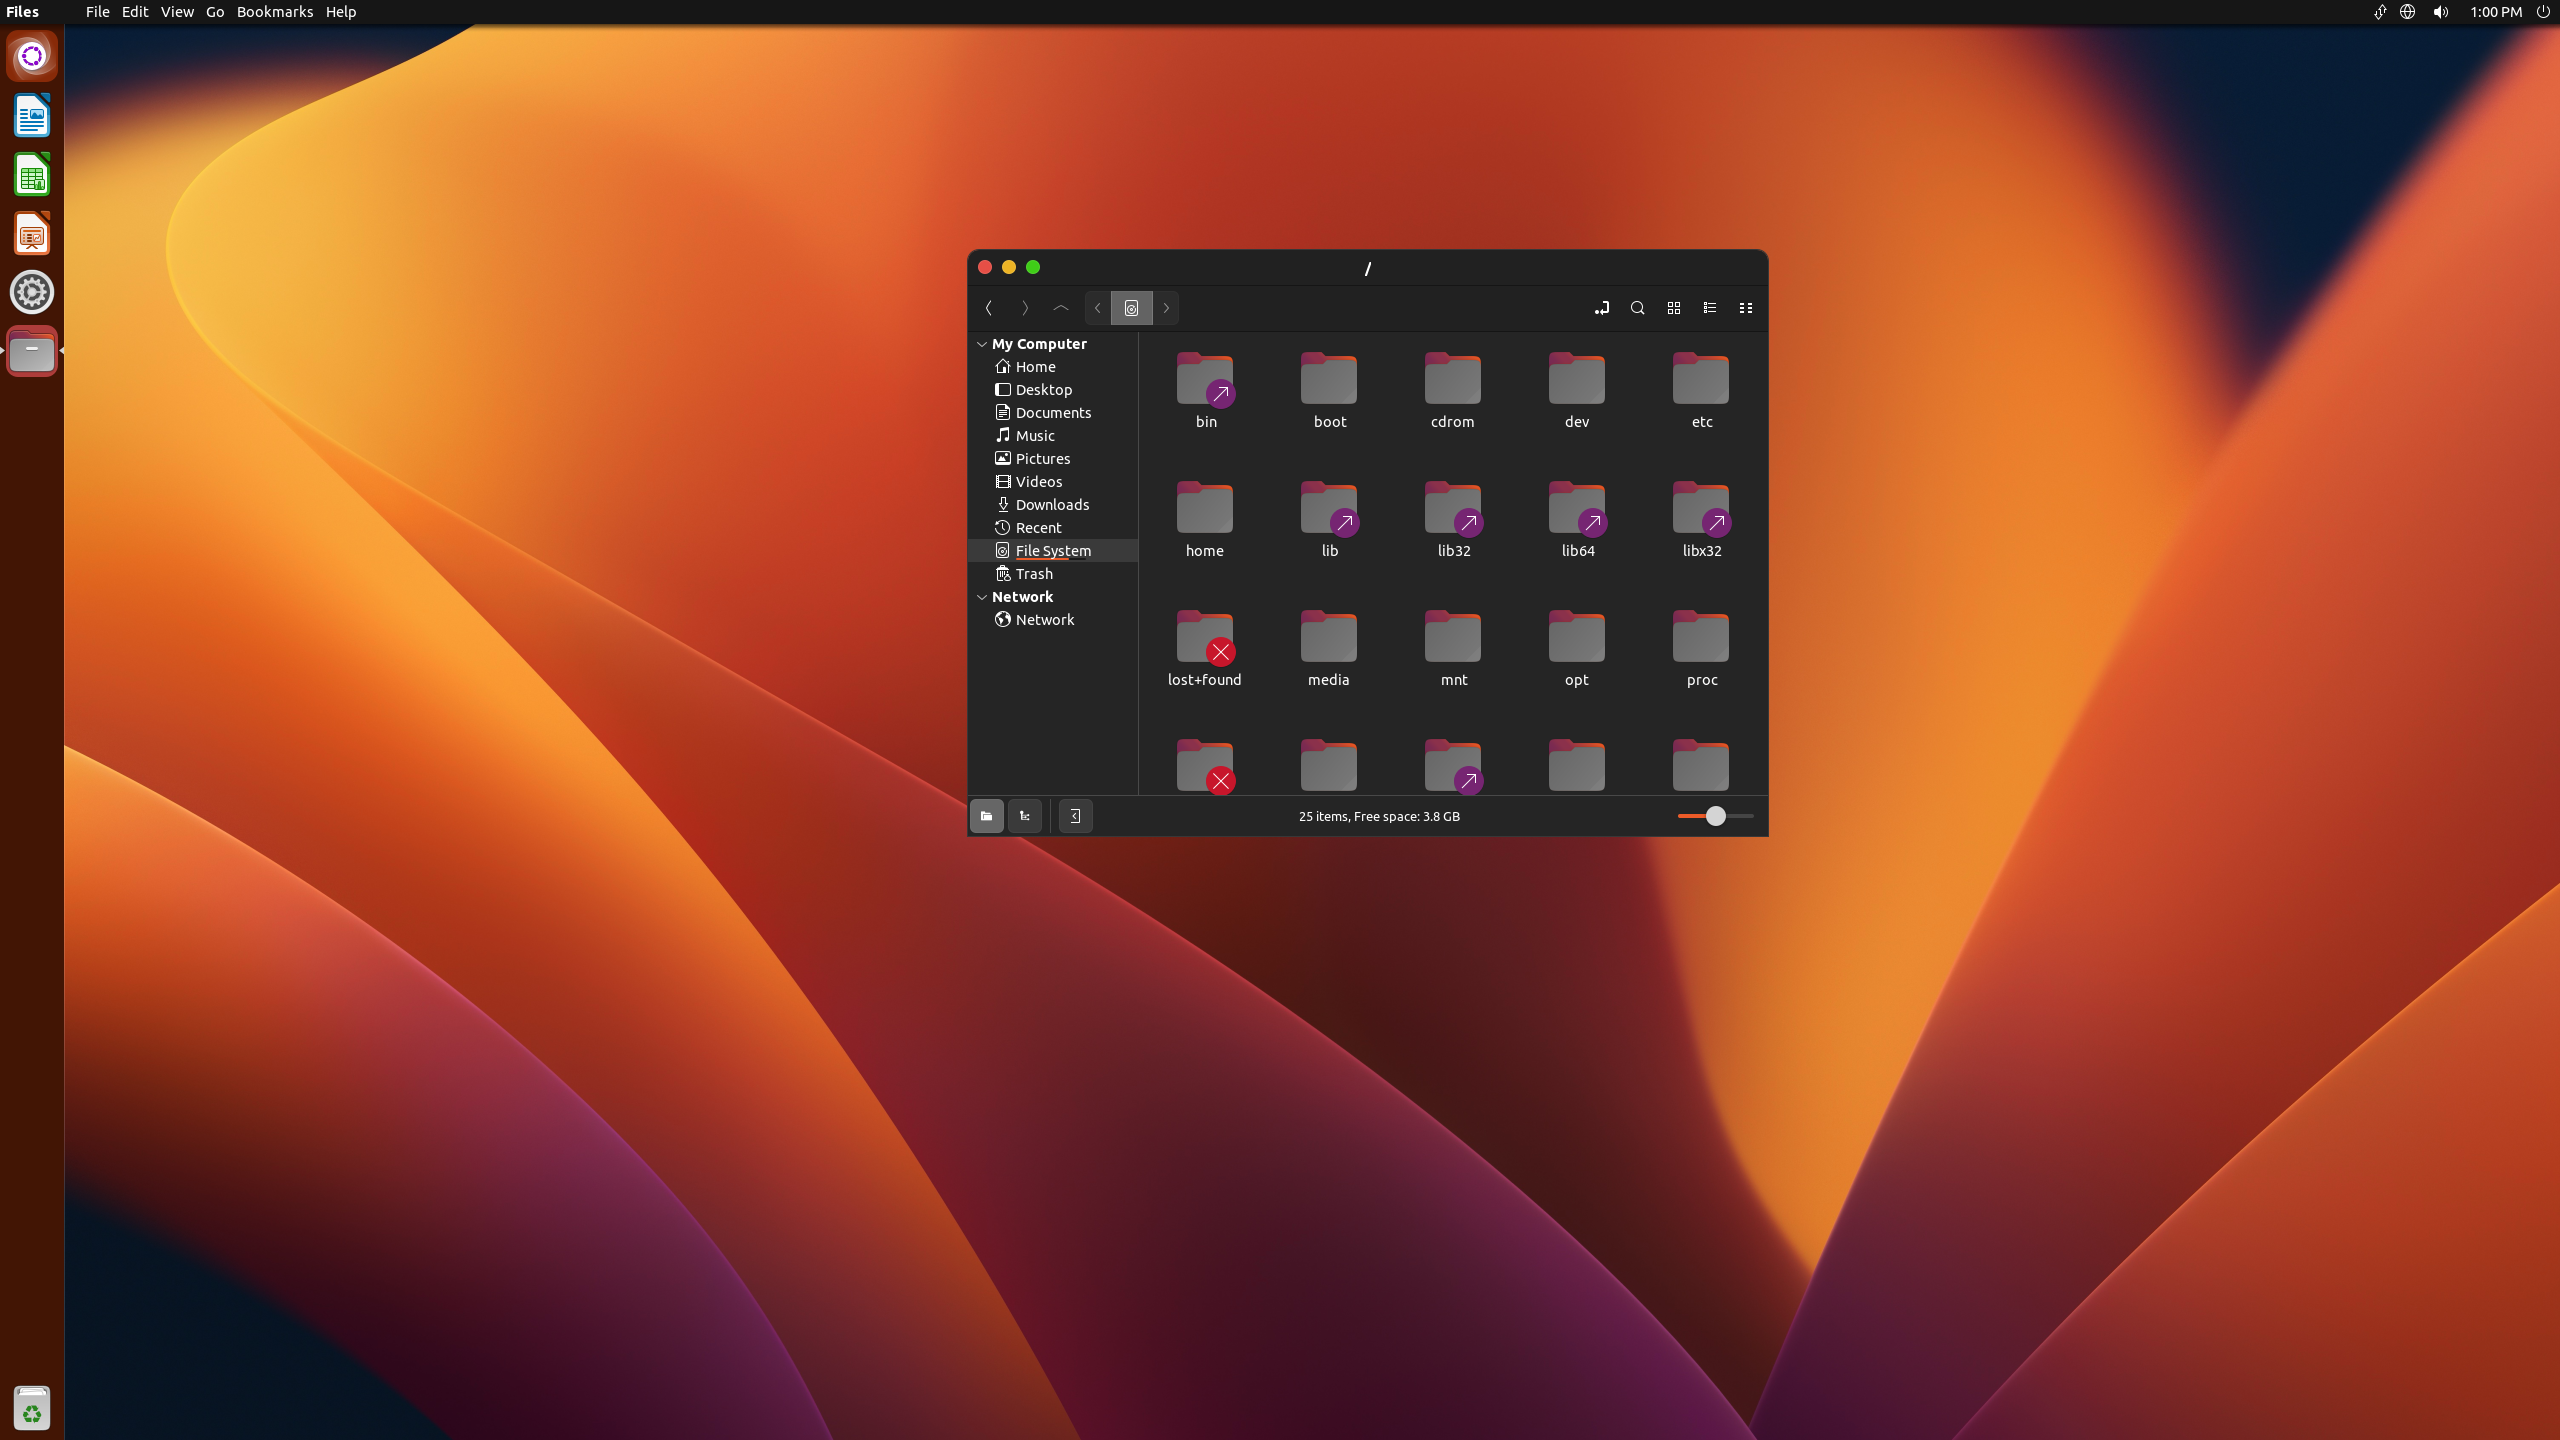 Files File Edit View Go Bookmarks Help 1:00 PM
/
My Computer
Home
Desktop
Documents
Music
Pictures
Videos
Downloads
Recent
File System
Trash
Network
Network
bin boot cdrom dev etc
home lib lib32 lib64 libx32
lost+found media mnt opt proc
25 items, Free space: 3.8 GB